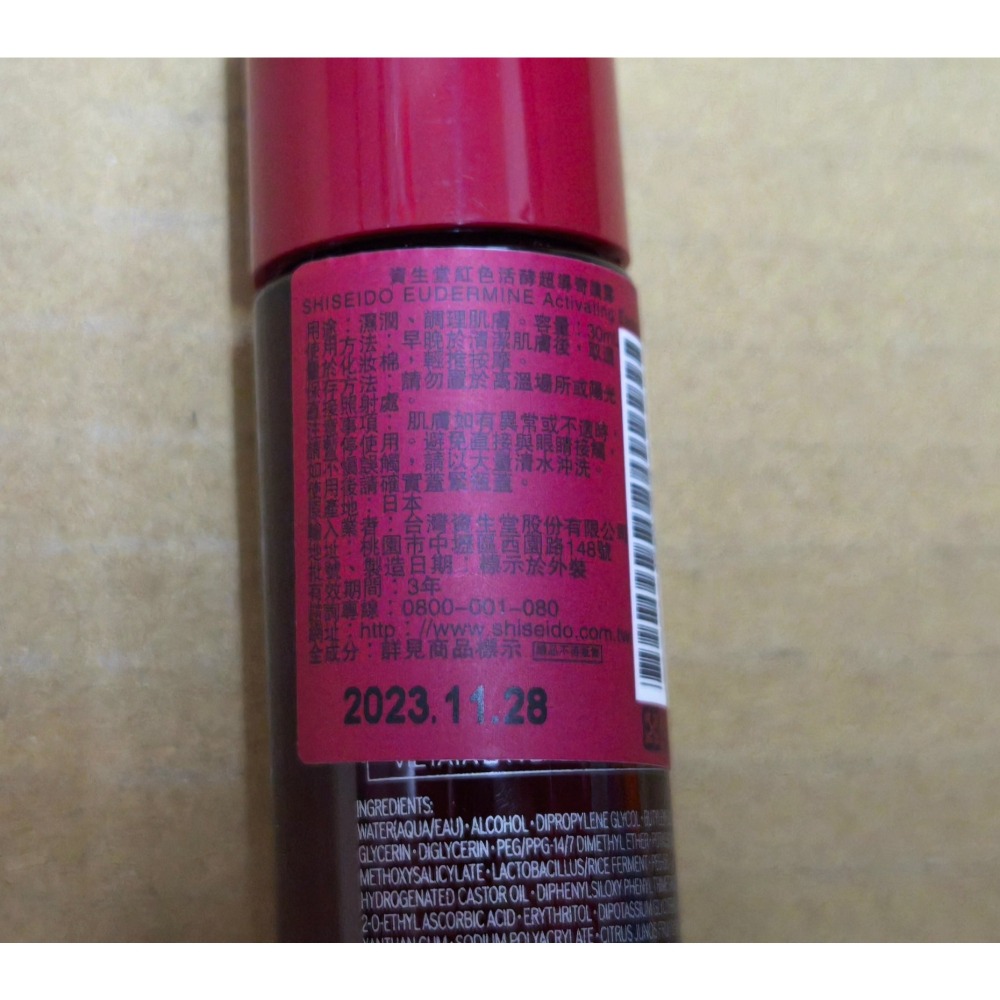 資生堂紅色活酵超導奇蹟露
SHISEIDO EUDERMINE Activating
用途：濕潤、調理肌膚。容量：30ml
使用方法：早晚於清潔肌膚後，取適
量於化妝棉，輕推按摩。
保存方法：請勿置於高溫場所或陽光
直接照射處。
注意事項：肌膚如有異常或不適時，
請暫停使用。避免直接與眼睛接觸，
如不慎誤觸，請以大量清水沖洗。
使用後請確實蓋緊瓶蓋。
原產地：日本
輸入業者：台灣資生堂股份有限公司
地址：桃園市中壢區西園路148號
批號、製造日期：標示於外裝
有效期間：3年
諮詢專線：0800-001-080
網址：http：//www.shiseido.com.tw
全成分：詳見商品標示 贈品不得販售
2023.11.28
INGREDIENTS:
WATER(AQUA/EAU)･ALCOHOL･DIPROPYLENE GLYCOL･
GLYCERIN･DIGLYCERIN･PEG/PPG-14/7 DIMETHYL ETHER･
METHOXYSALICYLATE･LACTOBACILLUS/RICE FERMENT･
HYDROGENATED CASTOR OIL･DIPHENYLSILOXY PHENYL
2-O-ETHYL ASCORBIC ACID･ERYTHRITOL･DIPOTASSIUM
XANTHAN GUM･SODIUM POLYACRYLATE･CITRUS JUNOS